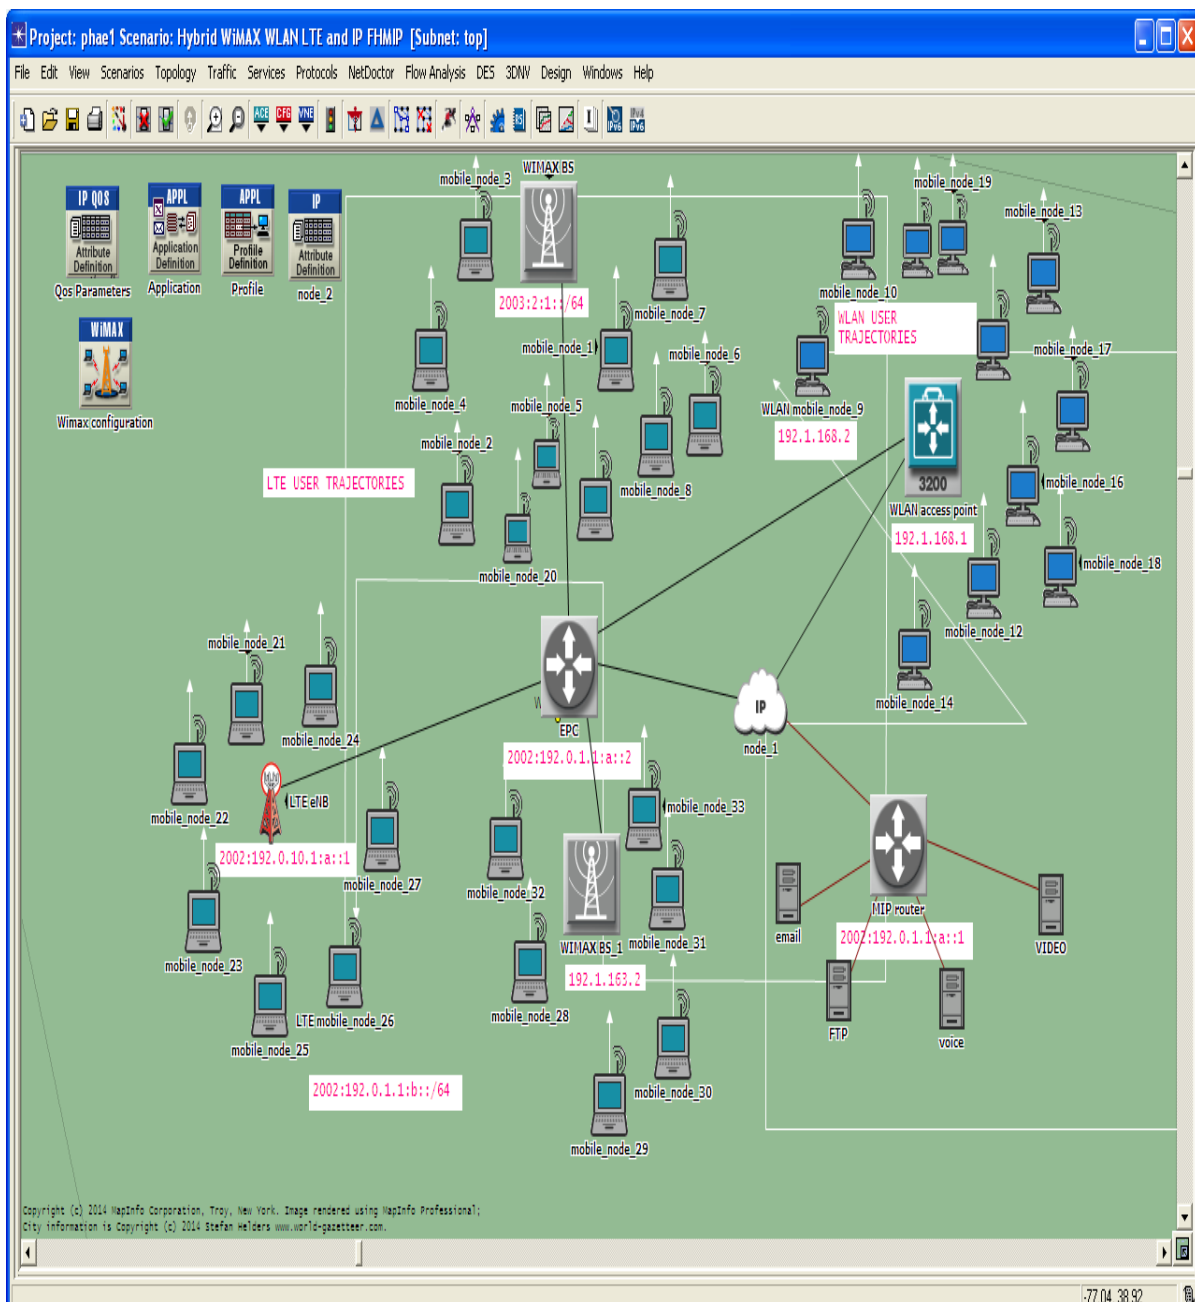 Project: phae1 Scenario: Hybrid WiMAX WLAN LTE and IP FHMIP [Subnet: top]
File Edit View Scenarios Topology Traffic Services Protocols NetDoctor Flow Analysis DES 3DNV Design Windows Help
ACE CFG VNE
IPv6 IPv4 IPv6
IP QOS
Attribute
Definition
Qos Parameters
APPL
Application
Definition
Application
APPL
Profile
Definition
Profile
IP
Attribute
Definition
node_2
WiMAX
Wimax configuration
mobile_node_3
WIMAX BS
2003:2:1::/64
mobile_node_7
mobile_node_1
mobile_node_6
mobile_node_4
mobile_node_5
mobile_node_2
mobile_node_8
mobile_node_20
LTE USER TRAJECTORIES
mobile_node_19
mobile_node_13
mobile_node_10
WLAN USER
TRAJECTORIES
mobile_node_17
WLAN mobile_node_9
192.1.168.2
3200
WLAN access point
192.1.168.1
mobile_node_16
mobile_node_18
mobile_node_12
mobile_node_14
mobile_node_21
mobile_node_24
mobile_node_22
LTE eNB
2002:192.0.10.1:a::1
mobile_node_27
mobile_node_23
LTE mobile_node_26
mobile_node_25
2002:192.0.1.1:b::/64
EPC
2002:192.0.1.1:a::2
IP
node_1
mobile_node_33
mobile_node_32
mobile_node_31
WIMAX BS_1
192.1.163.2
mobile_node_28
mobile_node_30
mobile_node_29
MIP router
2002:192.0.1.1:a::1
email
VIDEO
FTP
voice
Copyright (c) 2014 MapInfo Corporation, Troy, New York. Image rendered using MapInfo Professional;
City information is Copyright (c) 2014 Stefan Helders www.world-gazetteer.com.
-77.04, 38.92